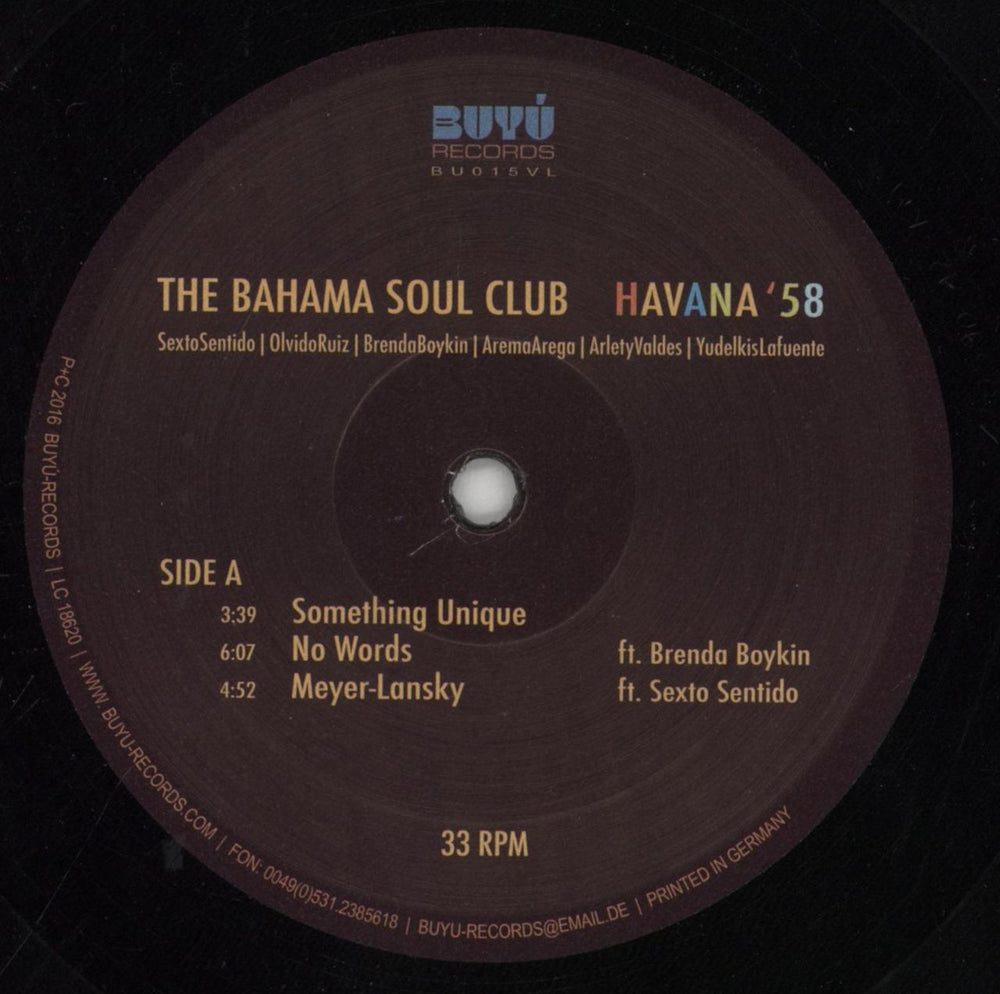 BUYÚ
RECORDS
BU015VL
THE BAHAMA SOUL CLUB HAVANA ‘58
SextoSentido | OlvidoRuiz | BrendaBoykin | AremaArega | ArletyValdes | YudelkisLafuente
SIDE A
3:39 Something Unique
6:07 No Words ft. Brenda Boykin
4:52 Meyer-Lansky ft. Sexto Sentido
33 RPM
P+C 2016 BUYÚ-RECORDS | LC 18620 | WWW. BUYU-RECORDS.COM | FON: 0049(0)531.2385618 | BUYU-RECORDS@EMAIL.DE | PRINTED IN GERMANY